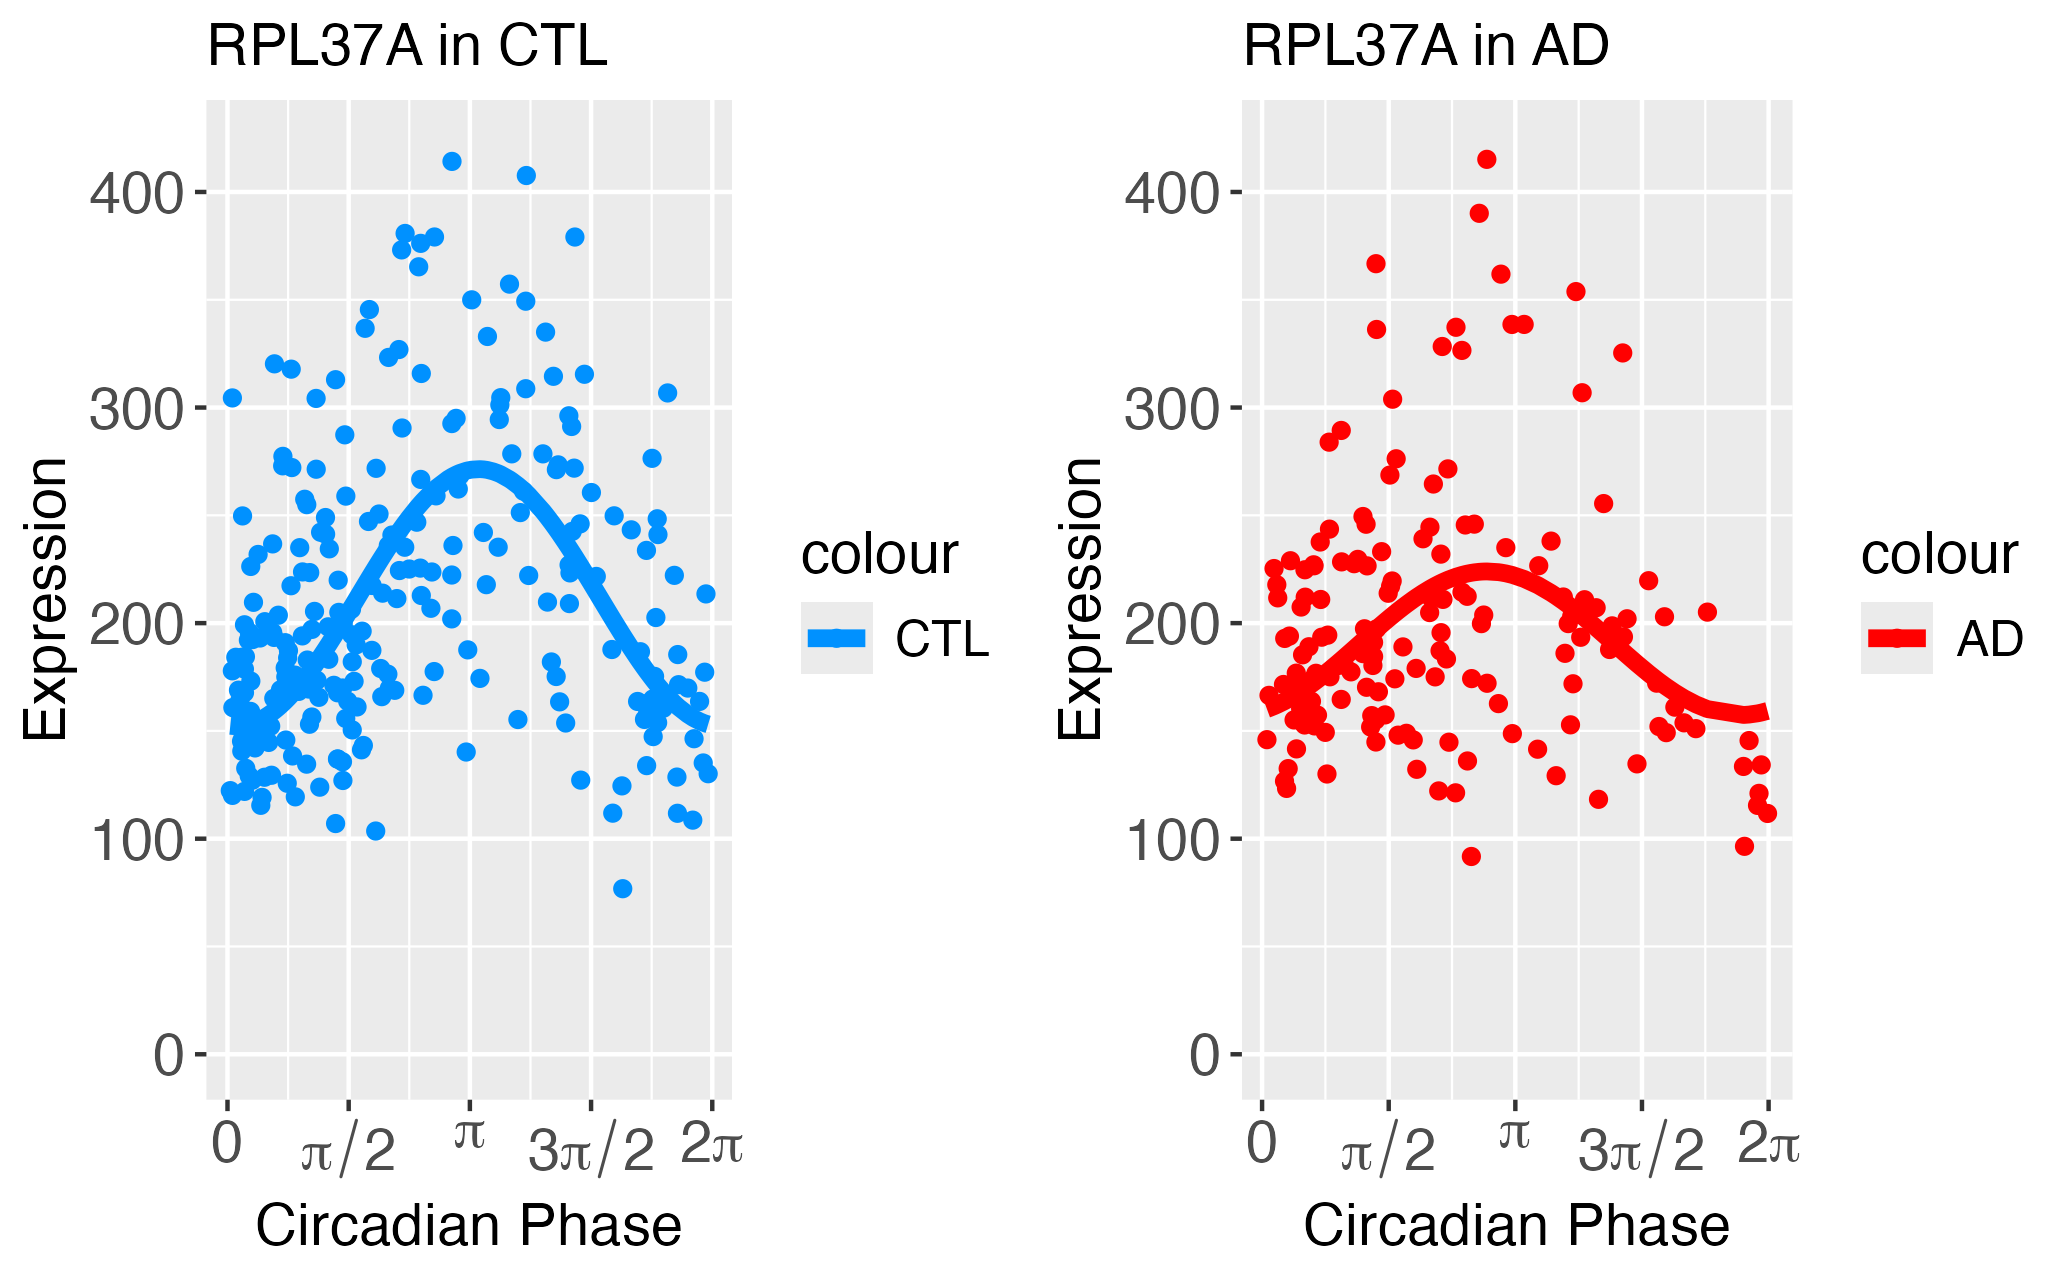 RPL37A in CTL
400
300
200
100
0
Expression
0 π/2 π 3π/2 2π
Circadian Phase
colour
CTL
RPL37A in AD
400
300
200
100
0
Expression
0 π/2 π 3π/2 2π
Circadian Phase
colour
AD